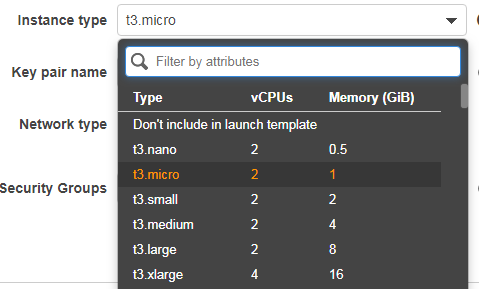 Instance type t3.micro
Filter by attributes
Key pair name
Type vCPUs Memory (GiB)
Network type Don't include in launch template
t3.nano 2 0.5
t3.micro 2 1
Security Groups
t3.small 2 2
t3.medium 2 4
t3.large 2 8
t3.xlarge 4 16